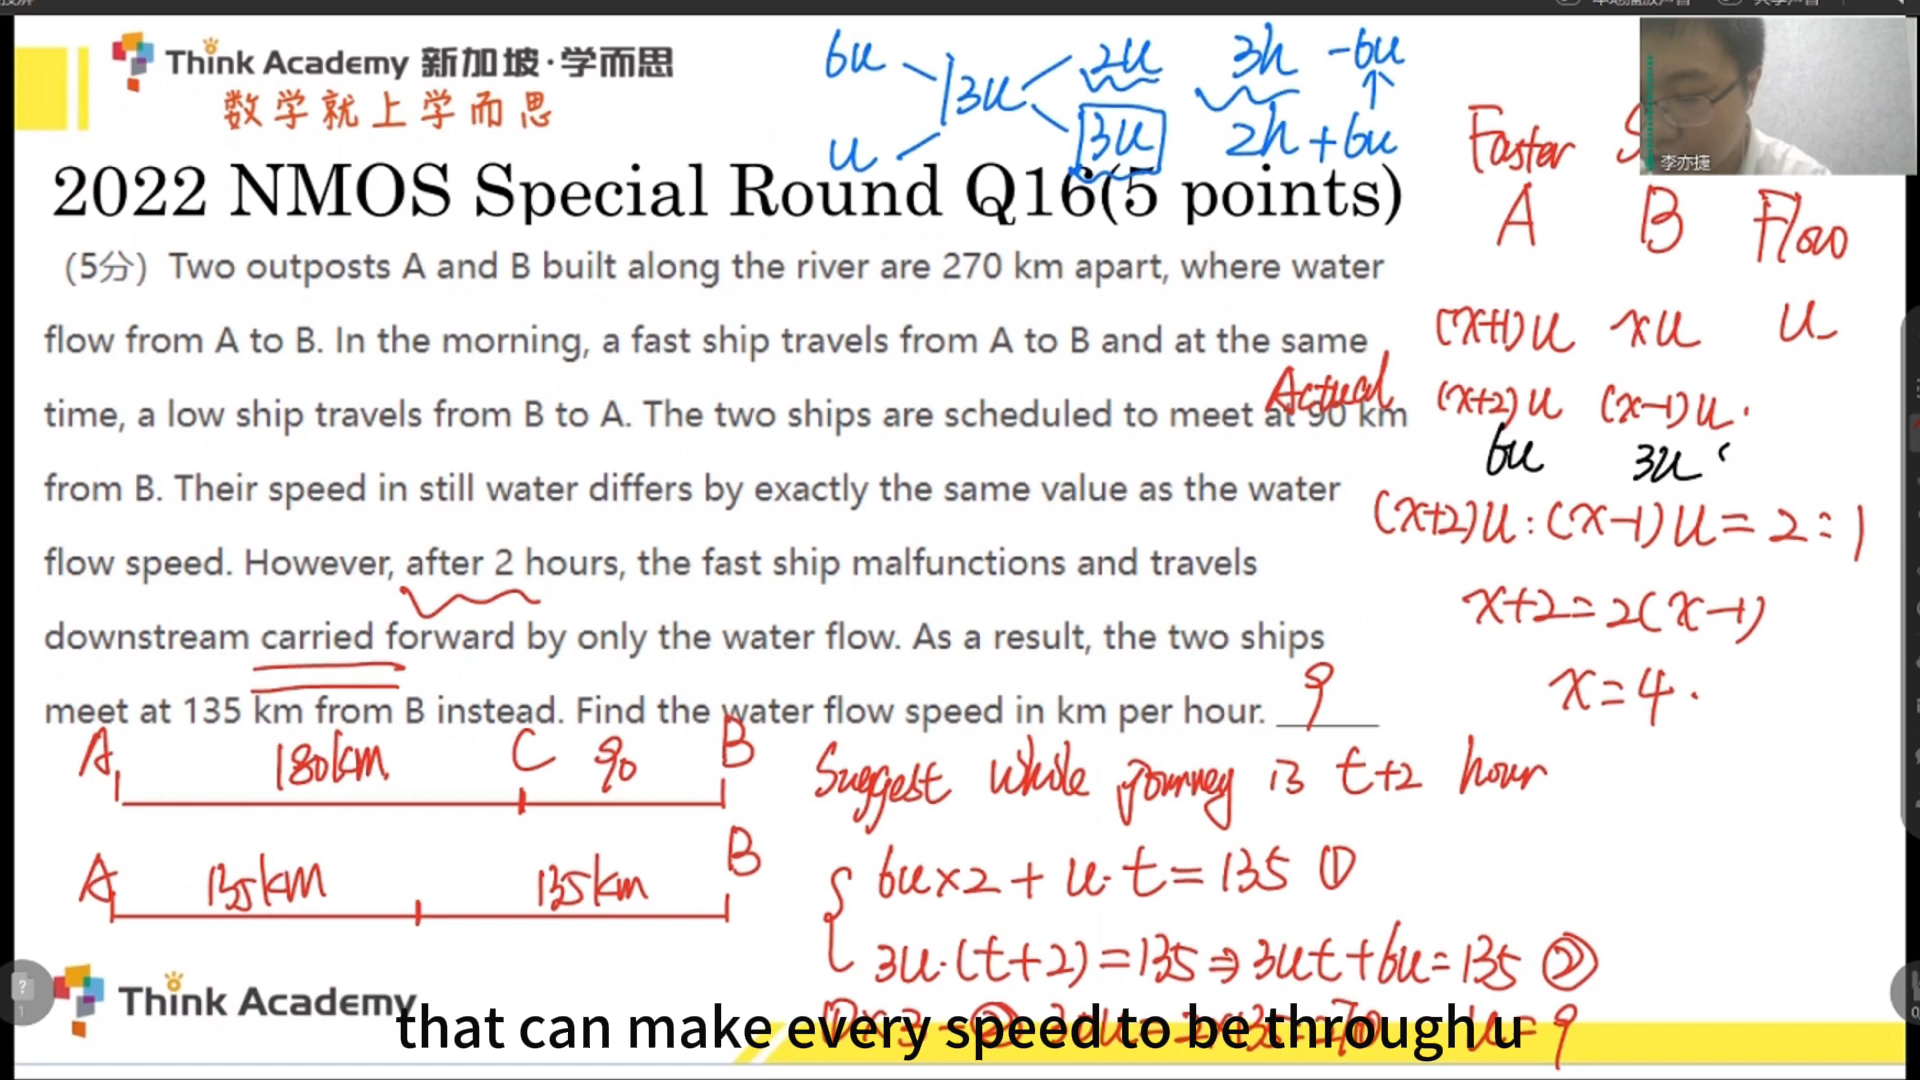 Think Academy 新加坡·学而思
数学就上学而思
6u
u
13u
2u
3u
3h -6u
2h +6u
李亦捷
2022 NMOS Special Round Q16(5 points)
Faster
A B Flow
(x+1)u xu u
Actual (x+2)u (x-1)u.
6u 3u
(x+2)u:(x-1)u=2:1
x+2=2(x-1)
x=4.
(5分) Two outposts A and B built along the river are 270 km apart, where water
flow from A to B. In the morning, a fast ship travels from A to B and at the same
time, a low ship travels from B to A. The two ships are scheduled to meet at 90 km
from B. Their speed in still water differs by exactly the same value as the water
flow speed. However, after 2 hours, the fast ship malfunctions and travels
downstream carried forward by only the water flow. As a result, the two ships
meet at 135 km from B instead. Find the water flow speed in km per hour. 9
A 180km C 90 B
A 135km 135km B
Suggest while journey is t+2 hour
6u×2+u·t=135 ①
3u·(t+2)=135⇒3ut+6u=135 ②
u=9
Think Academy
that can make every speed to be through u